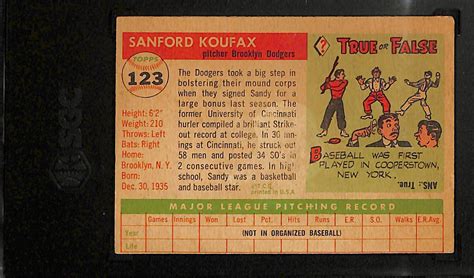 SANFORD KOUFAX
pitcher Brooklyn Dodgers
TOPPS
123
Height: 6'2"
Weight: 210
Throws: Left
Bats: Right
Home:
Brooklyn, N. Y.
Born:
Dec. 30, 1935
The Dodgers took a big step in
bolstering their mound corps
when they signed Sandy for a
large bonus last season. The
former University of Cincinnati
hurler compiled a brilliant Strike-
out record at college. In 30 innings
at Cincinnati, he struck out
58 men and posted 34 SO's in
2 consecutive games. In high
school, Sandy was a basketball
and baseball star.
©T.C.G.
printed in U.S.A.
?
TRUE OR FALSE
BASEBALL WAS FIRST
PLAYED IN COOPERSTOWN,
NEW YORK.
ANS.: True.
MAJOR LEAGUE PITCHING RECORD
Games Innings Won Lost Pct. Hits Runs E.R. S.O. Walks E.R.Avg.
Year
Life
(NOT IN ORGANIZED BASEBALL)